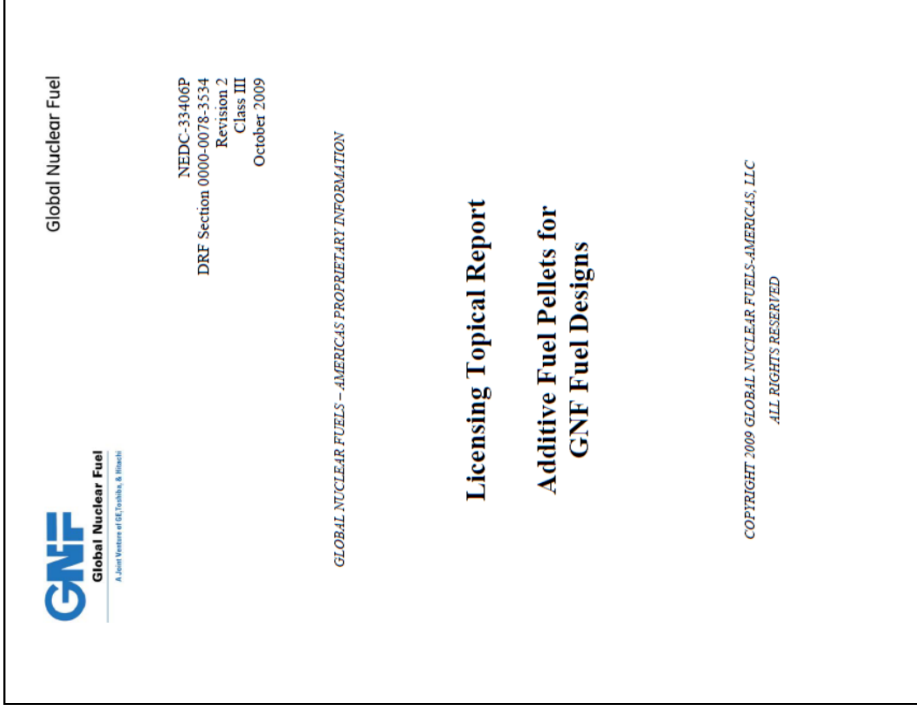 GNF
Global Nuclear Fuel
A Joint Venture of GE,Toshiba, & Hitachi
Global Nuclear Fuel
NEDC-33406P
DRF Section 0000-0078-3534
Revision 2
Class III
October 2009
GLOBAL NUCLEAR FUELS – AMERICAS PROPRIETARY INFORMATION
Licensing Topical Report
Additive Fuel Pellets for
GNF Fuel Designs
COPYRIGHT 2009 GLOBAL NUCLEAR FUELS-AMERICAS, LLC
ALL RIGHTS RESERVED